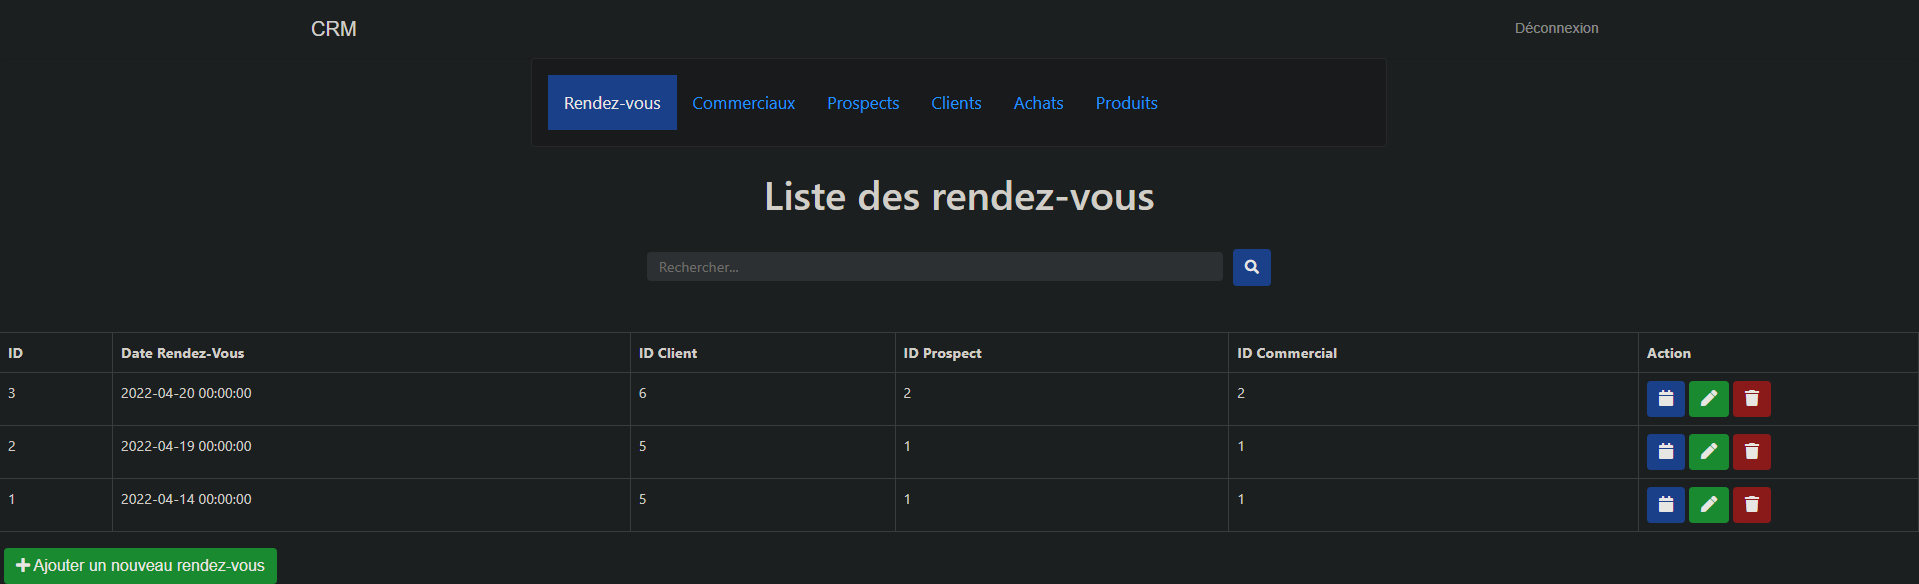 CRM Déconnexion
Rendez-vous Commerciaux Prospects Clients Achats Produits
Liste des rendez-vous
Rechercher...
ID Date Rendez-Vous ID Client ID Prospect ID Commercial Action
3 2022-04-20 00:00:00 6 2 2
2 2022-04-19 00:00:00 5 1 1
1 2022-04-14 00:00:00 5 1 1
Ajouter un nouveau rendez-vous